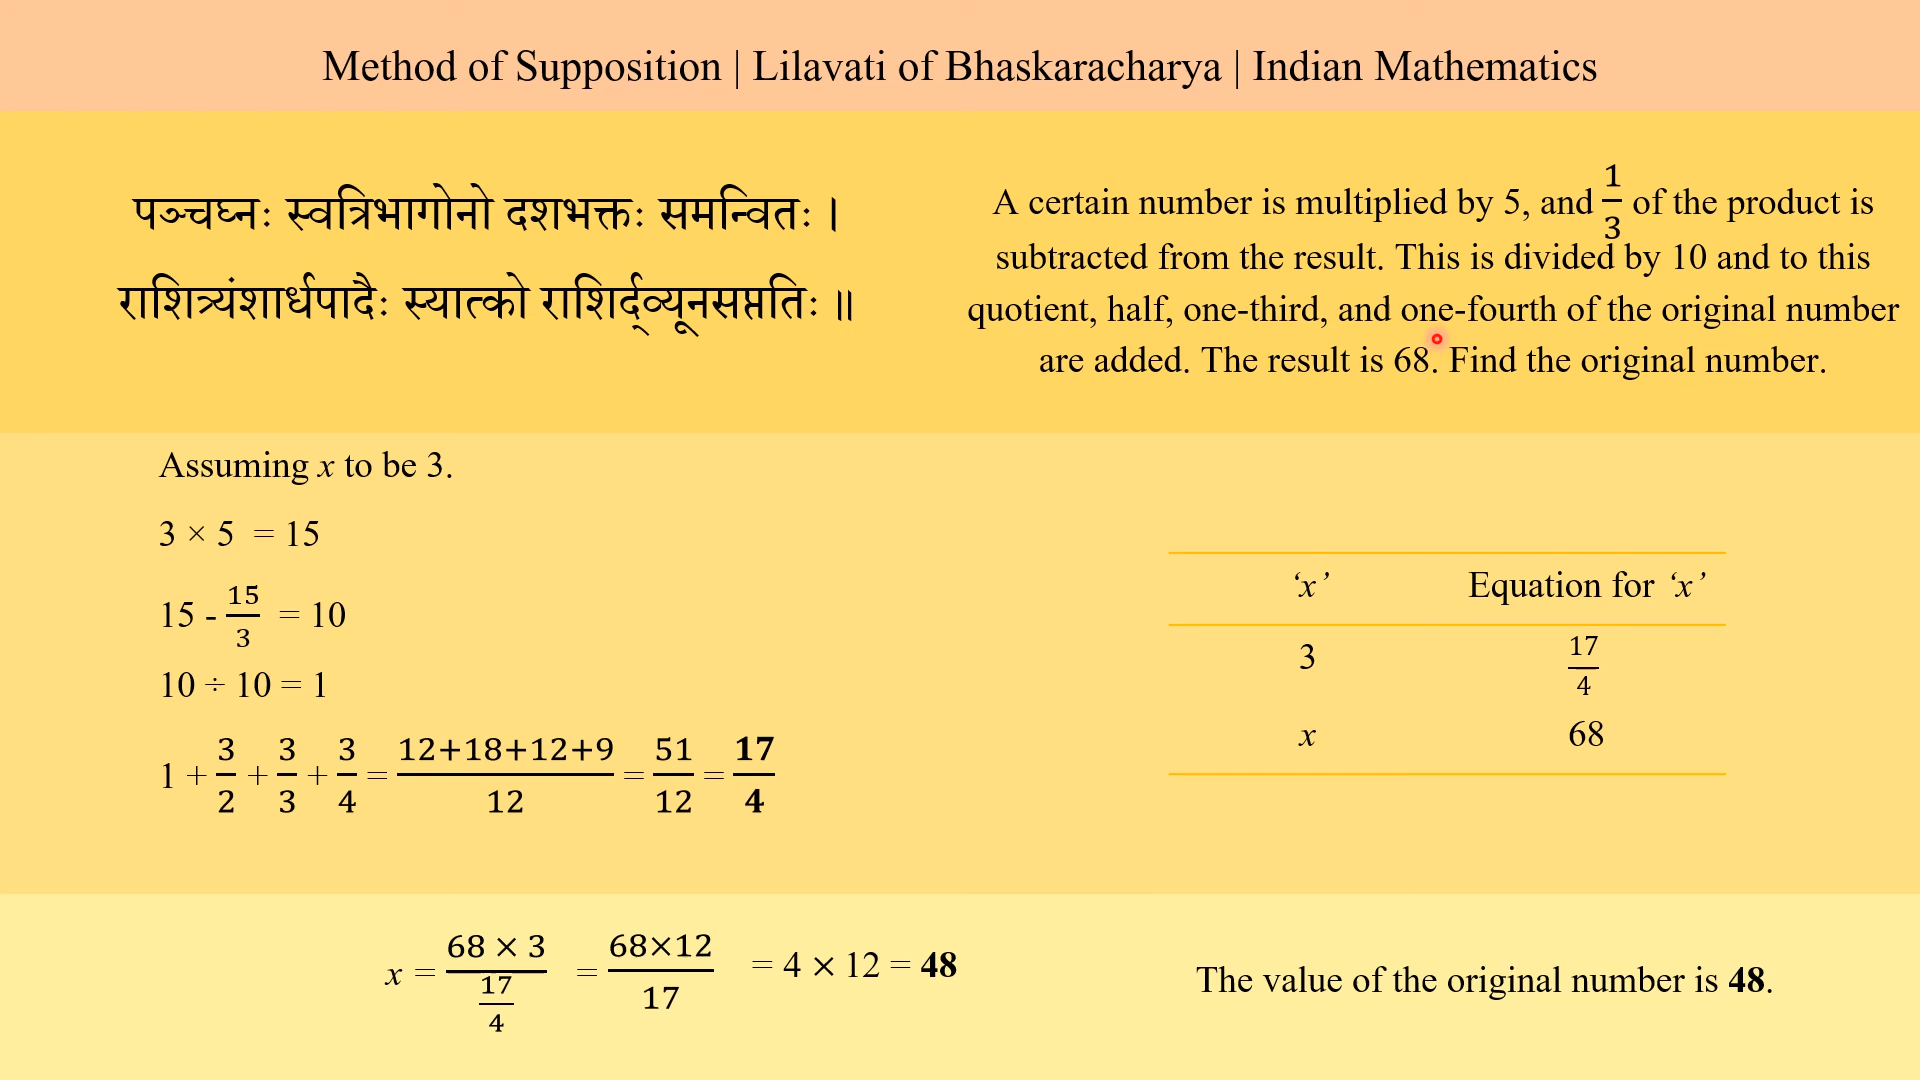 Method of Supposition | Lilavati of Bhaskaracharya | Indian Mathematics
पञ्चघ्नः स्वत्रिभागोनो दशभक्तः समन्वितः ।
राशित्र्यंशार्धपादैः स्यात्को राशिर्द्व्यूनसप्ततिः ॥
A certain number is multiplied by 5, and 1/3 of the product is
subtracted from the result. This is divided by 10 and to this
quotient, half, one-third, and one-fourth of the original number
are added. The result is 68. Find the original number.
Assuming x to be 3.
3 × 5 = 15
15 - 15/3 = 10
10 ÷ 10 = 1
1 + 3/2 + 3/3 + 3/4 = 12+18+12+9/12 = 51/12 = 17/4
‘x’ Equation for ‘x’
3 17/4
x 68
x = 68 × 3/17/4 = 68×12/17 = 4 × 12 = 48
The value of the original number is 48.